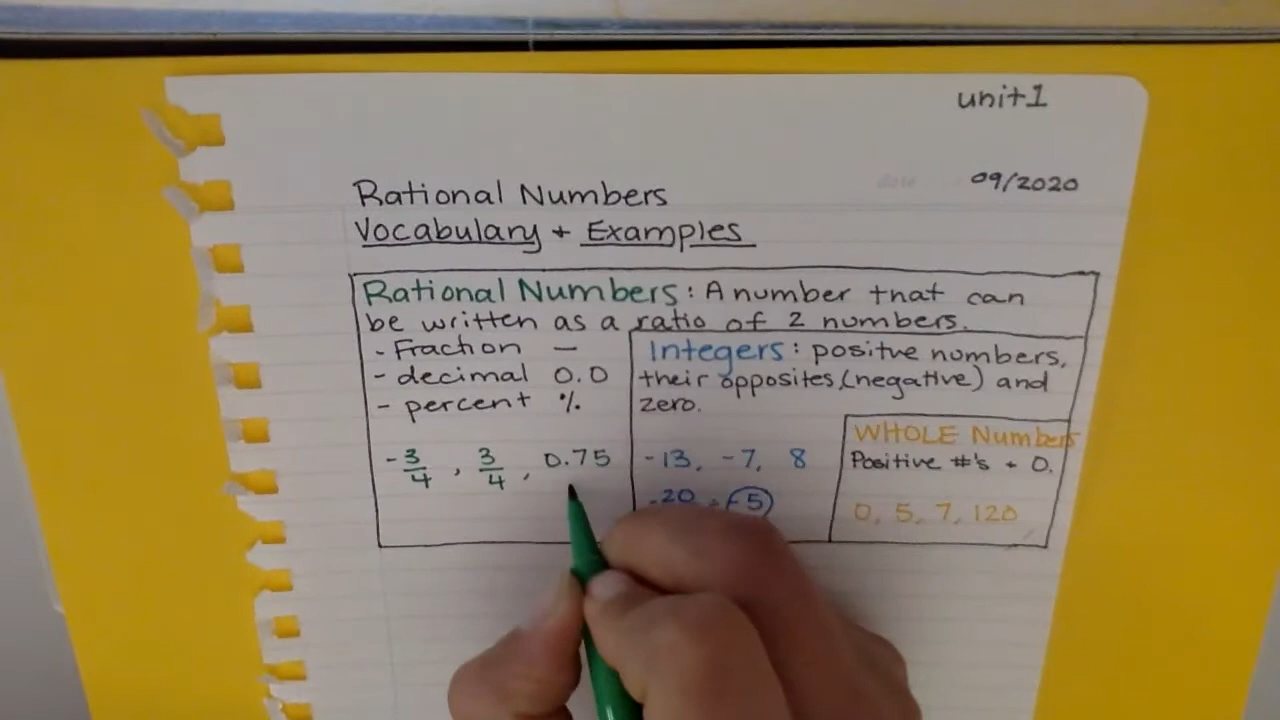 unit1
09/2020
Rational Numbers
Vocabulary + Examples
Rational Numbers: A number that can
be written as a ratio of 2 numbers.
- Fraction —
- decimal 0.0
- percent %
-3/4, 3/4, 0.75
Integers: positve numbers,
their opposites,(negative) and
zero.
-13, -7, 8
-20
-5
WHOLE Numbers
Positive #'s + 0.
0, 5, 7, 120